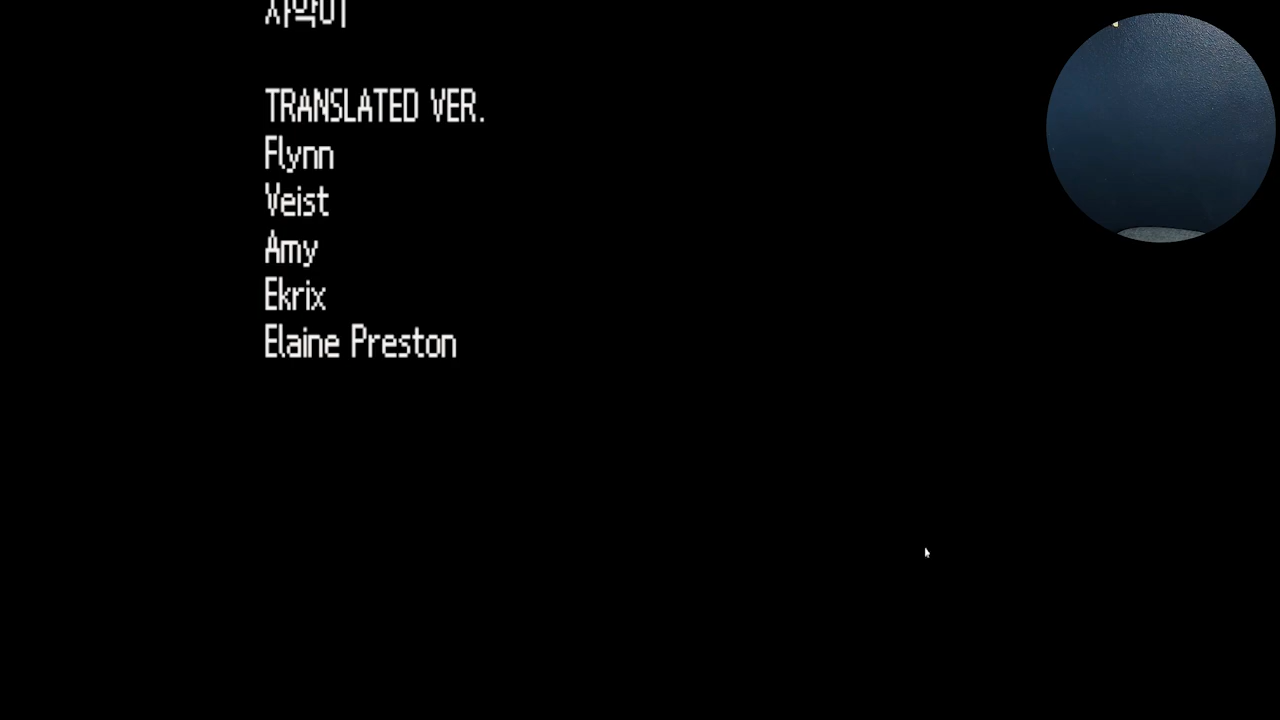 TRANSLATED VER.
Flynn
Veist
Amy
Ekrix
Elaine Preston